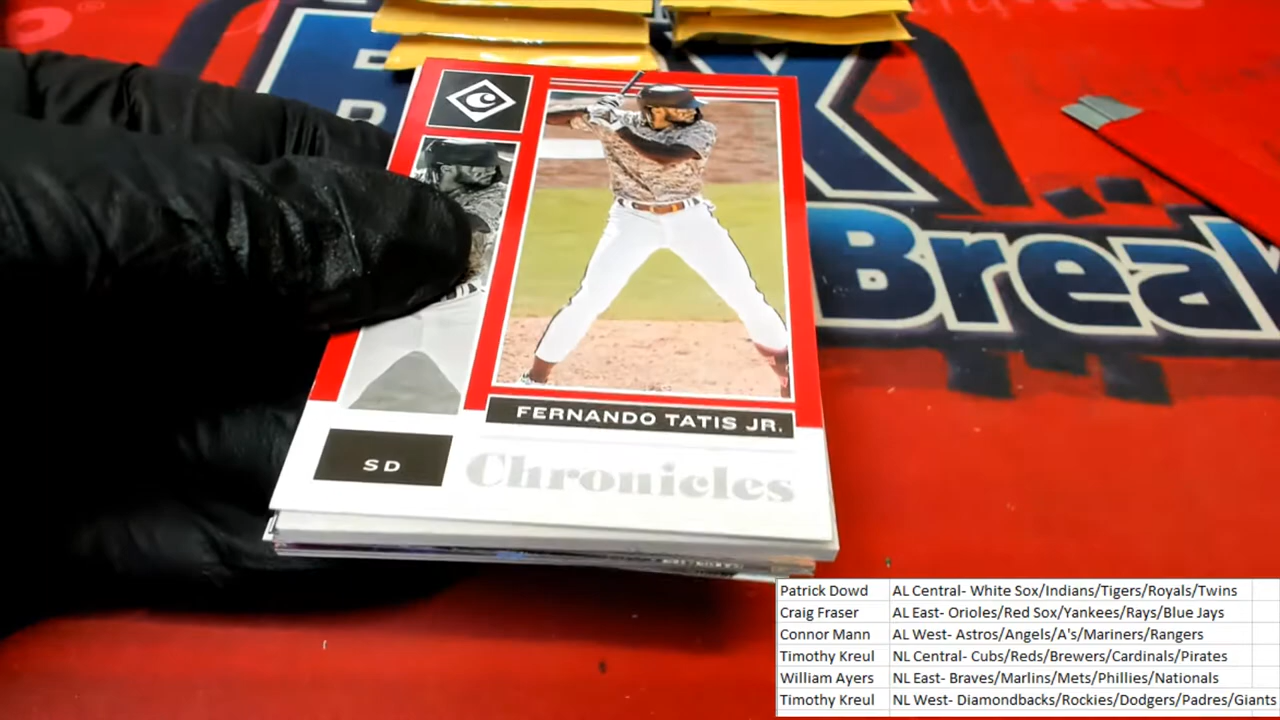 C
FERNANDO TATIS JR.
SD
Chronicles
Break
Patrick Dowd AL Central- White Sox/Indians/Tigers/Royals/Twins
Craig Fraser AL East- Orioles/Red Sox/Yankees/Rays/Blue Jays
Connor Mann AL West- Astros/Angels/A's/Mariners/Rangers
Timothy Kreul NL Central- Cubs/Reds/Brewers/Cardinals/Pirates
William Ayers NL East- Braves/Marlins/Mets/Phillies/Nationals
Timothy Kreul NL West- Diamondbacks/Rockies/Dodgers/Padres/Giants